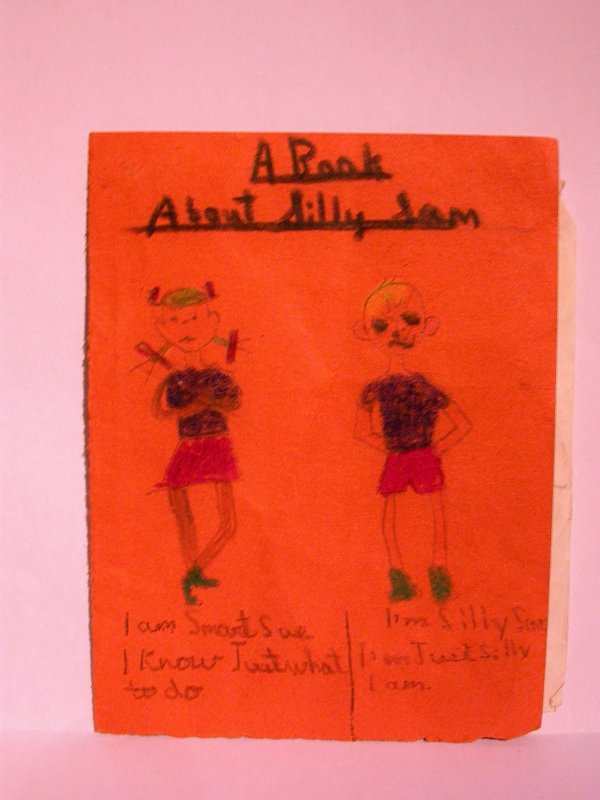 A Book
About Silly Sam
I am Smart Sue
I Know Just what
to do
I'm Silly Sam
I'm Just Silly
I am.